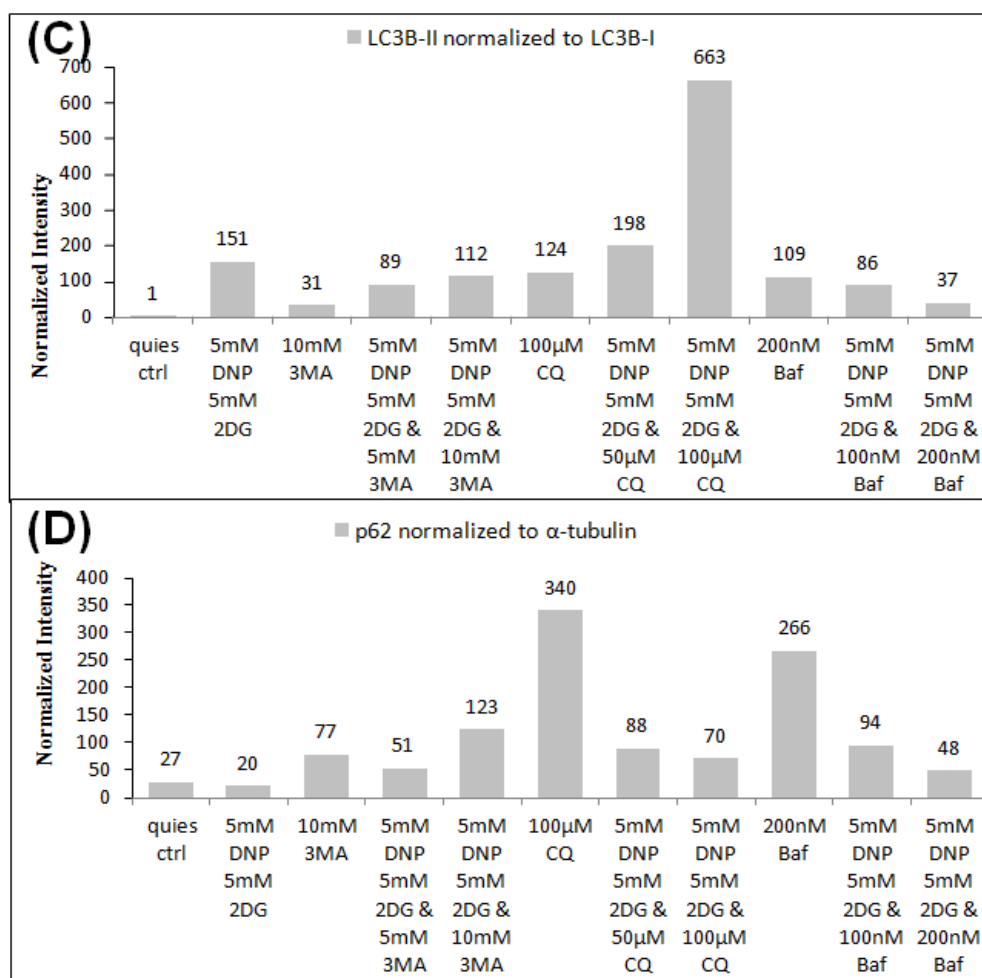 (C)
LC3B-II normalized to LC3B-I
Normalized Intensity
700
600
500
400
300
200
100
0
1
151
31
89
112
124
198
663
109
86
37
quies
ctrl
5mM
DNP
5mM
2DG
10mM
3MA
5mM
DNP
5mM
2DG &
5mM
3MA
5mM
DNP
5mM
2DG &
10mM
3MA
100µM
CQ
5mM
DNP
5mM
2DG &
50µM
CQ
5mM
DNP
5mM
2DG &
100µM
CQ
200nM
Baf
5mM
DNP
5mM
2DG &
100nM
Baf
5mM
DNP
5mM
2DG &
200nM
Baf
(D)
p62 normalized to α-tubulin
Normalized Intensity
400
350
300
250
200
150
100
50
0
27
20
77
51
123
340
88
70
266
94
48
quies
ctrl
5mM
DNP
5mM
2DG
10mM
3MA
5mM
DNP
5mM
2DG &
5mM
3MA
5mM
DNP
5mM
2DG &
10mM
3MA
100µM
CQ
5mM
DNP
5mM
2DG &
50µM
CQ
5mM
DNP
5mM
2DG &
100µM
CQ
200nM
Baf
5mM
DNP
5mM
2DG &
100nM
Baf
5mM
DNP
5mM
2DG &
200nM
Baf